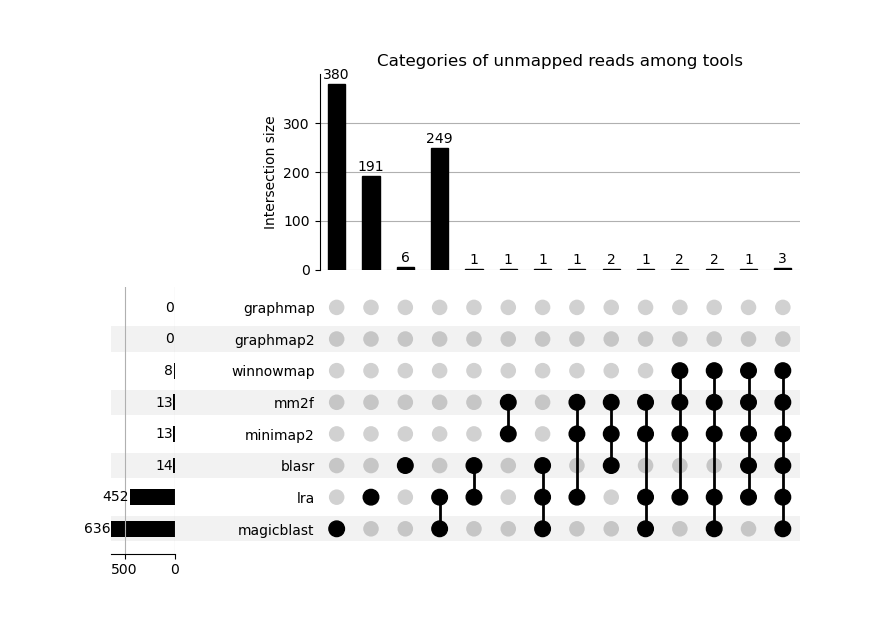 Categories of unmapped reads among tools
380
191
6
249
1
1
1
1
2
1
2
2
1
3
Intersection size
300
200
100
0
0 graphmap
0 graphmap2
8 winnowmap
13 mm2f
13 minimap2
14 blasr
452 lra
636 magicblast
500 0